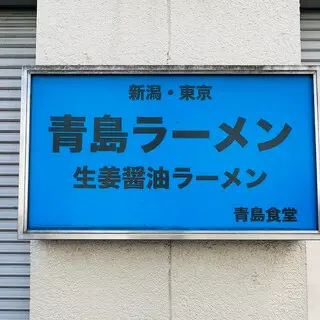 新潟・東京
青島ラーメン
生姜醤油ラーメン
青島食堂